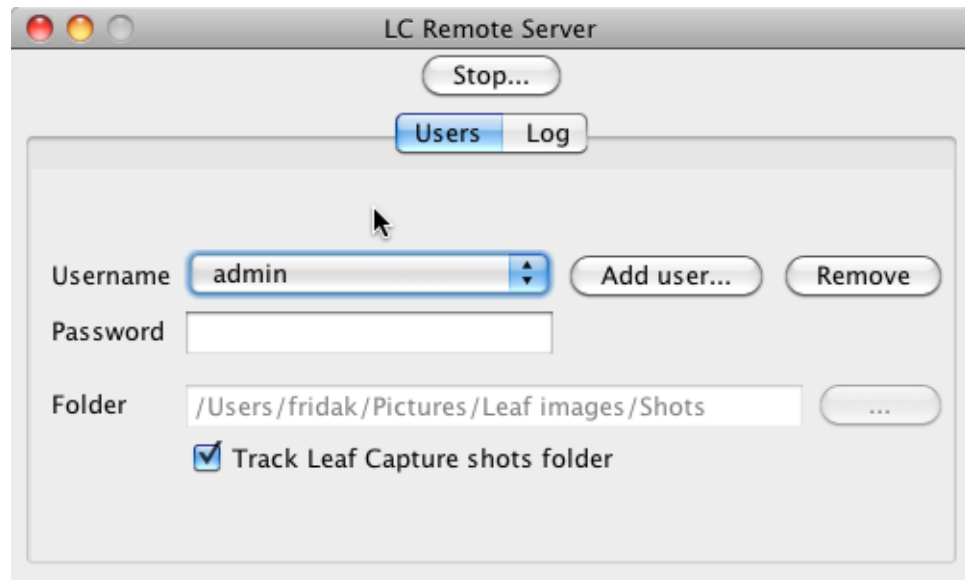 LC Remote Server
Stop...
Users Log
Username admin Add user... Remove
Password
Folder /Users/fridak/Pictures/Leaf images/Shots ...
Track Leaf Capture shots folder